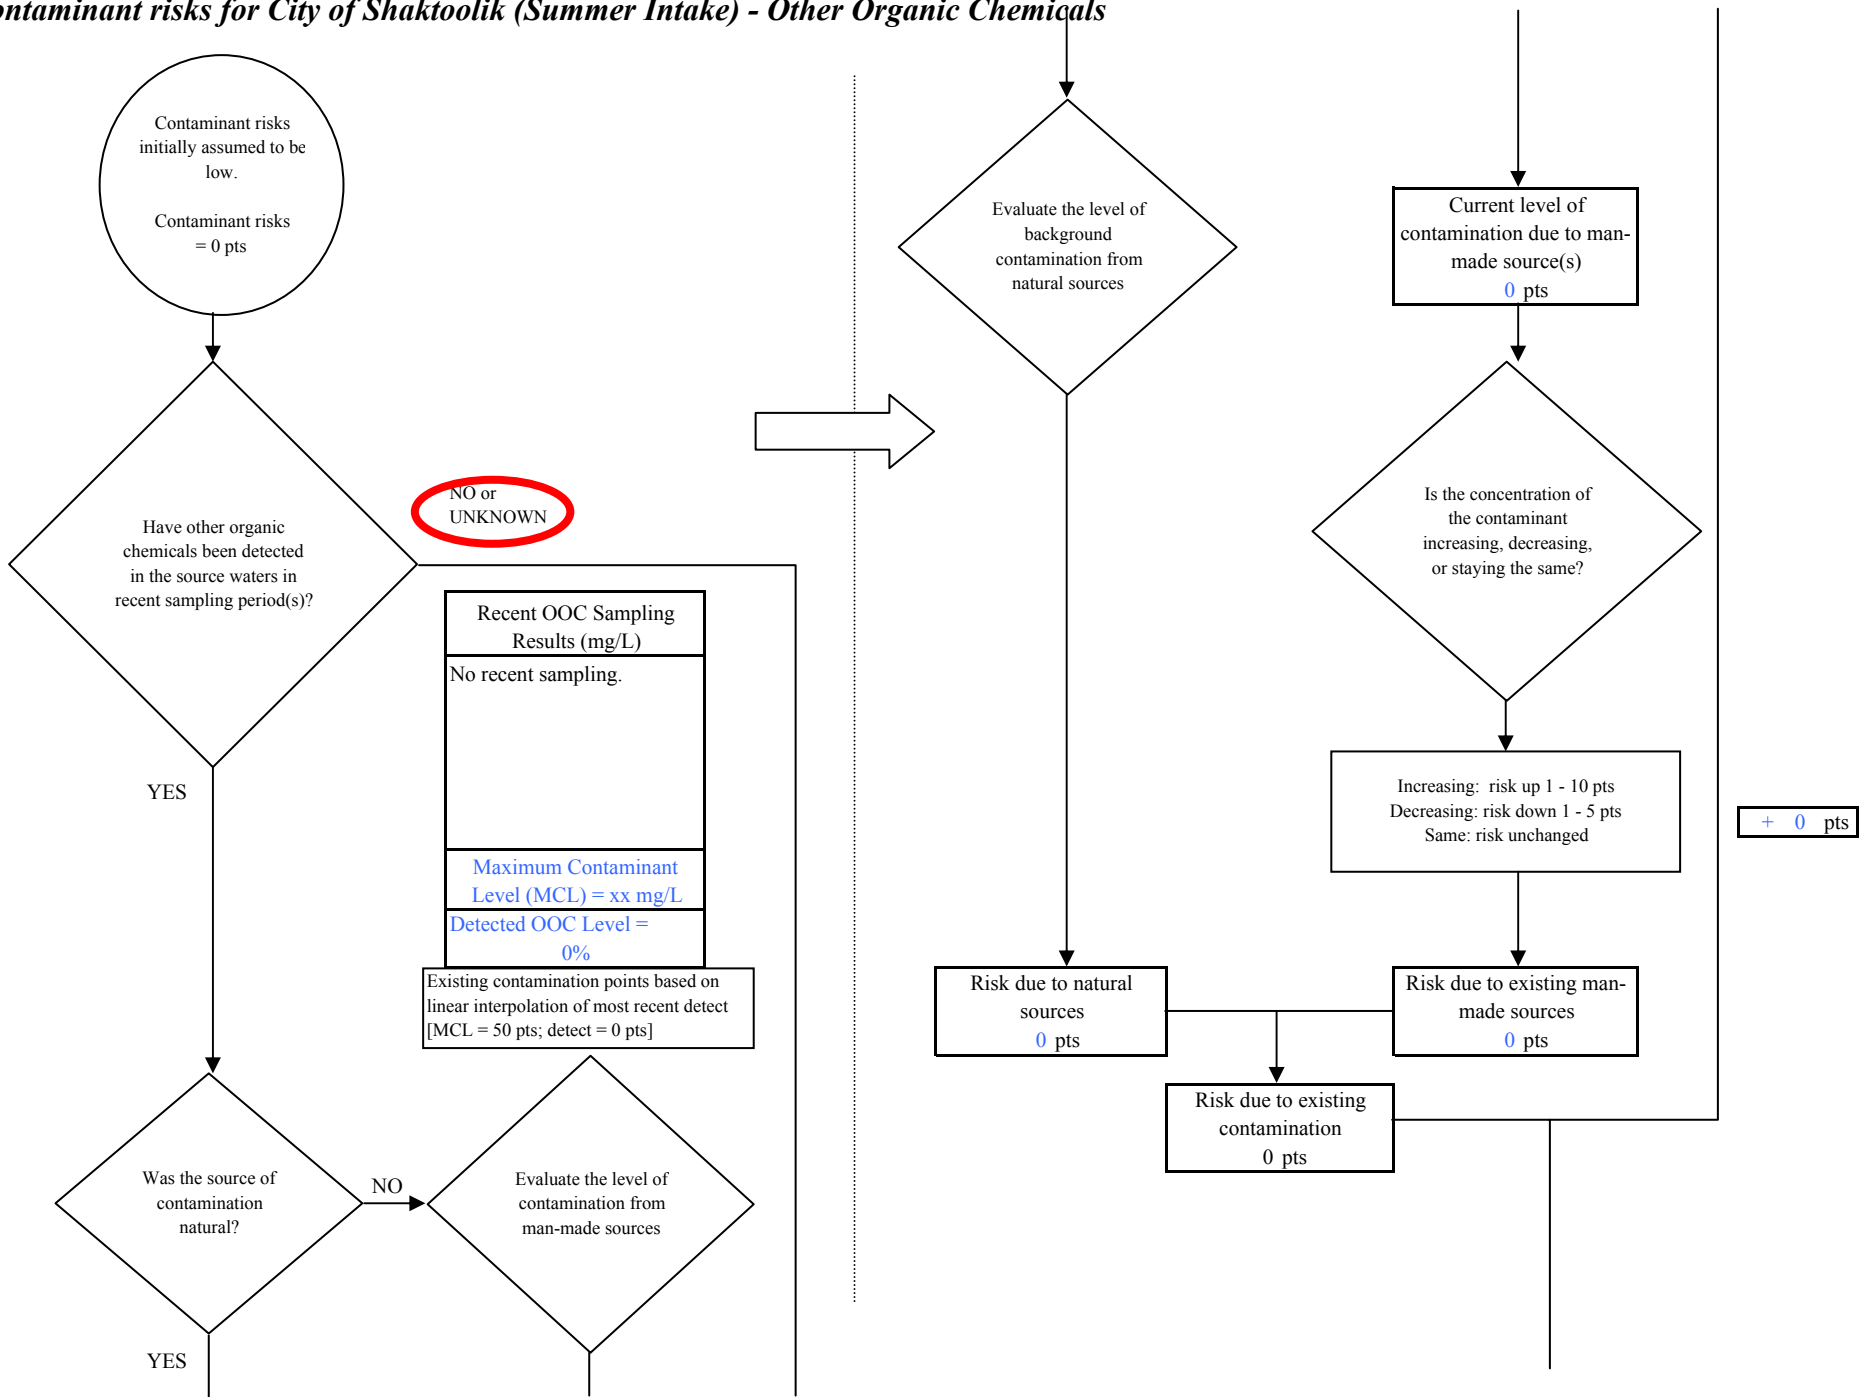 ontaminant risks for City of Shaktoolik (Summer Intake) - Other Organic Chemicals
Contaminant risks
initially assumed to be
low.
Contaminant risks
= 0 pts
Have other organic
chemicals been detected
in the source waters in
recent sampling period(s)?
NO or
UNKNOWN
YES
Recent OOC Sampling
Results (mg/L)
No recent sampling.
Maximum Contaminant
Level (MCL) = xx mg/L
Detected OOC Level =
0%
Existing contamination points based on
linear interpolation of most recent detect
[MCL = 50 pts; detect = 0 pts]
Was the source of
contamination
natural?
NO
YES
Evaluate the level of
contamination from
man-made sources
Evaluate the level of
background
contamination from
natural sources
Current level of
contamination due to man-
made source(s)
0 pts
Is the concentration of
the contaminant
increasing, decreasing,
or staying the same?
Increasing: risk up 1 - 10 pts
Decreasing: risk down 1 - 5 pts
Same: risk unchanged
+ 0 pts
Risk due to natural
sources
0 pts
Risk due to existing man-
made sources
0 pts
Risk due to existing
contamination
0 pts